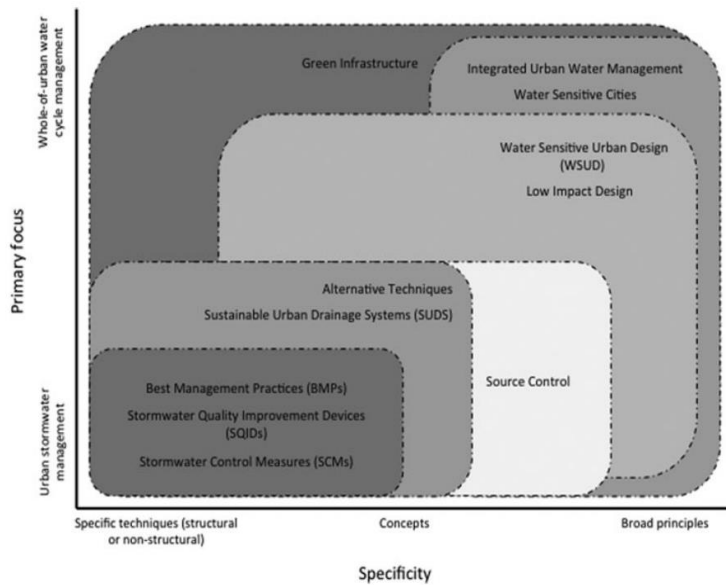 Whole-of-urban water
cycle management
Primary focus
Urban stormwater
management
Green Infrastructure
Integrated Urban Water Management
Water Sensitive Cities
Water Sensitive Urban Design
(WSUD)
Low Impact Design
Alternative Techniques
Sustainable Urban Drainage Systems (SUDS)
Source Control
Best Management Practices (BMPs)
Stormwater Quality Improvement Devices
(SQIDs)
Stormwater Control Measures (SCMs)
Specific techniques (structural
or non-structural)
Concepts
Broad principles
Specificity